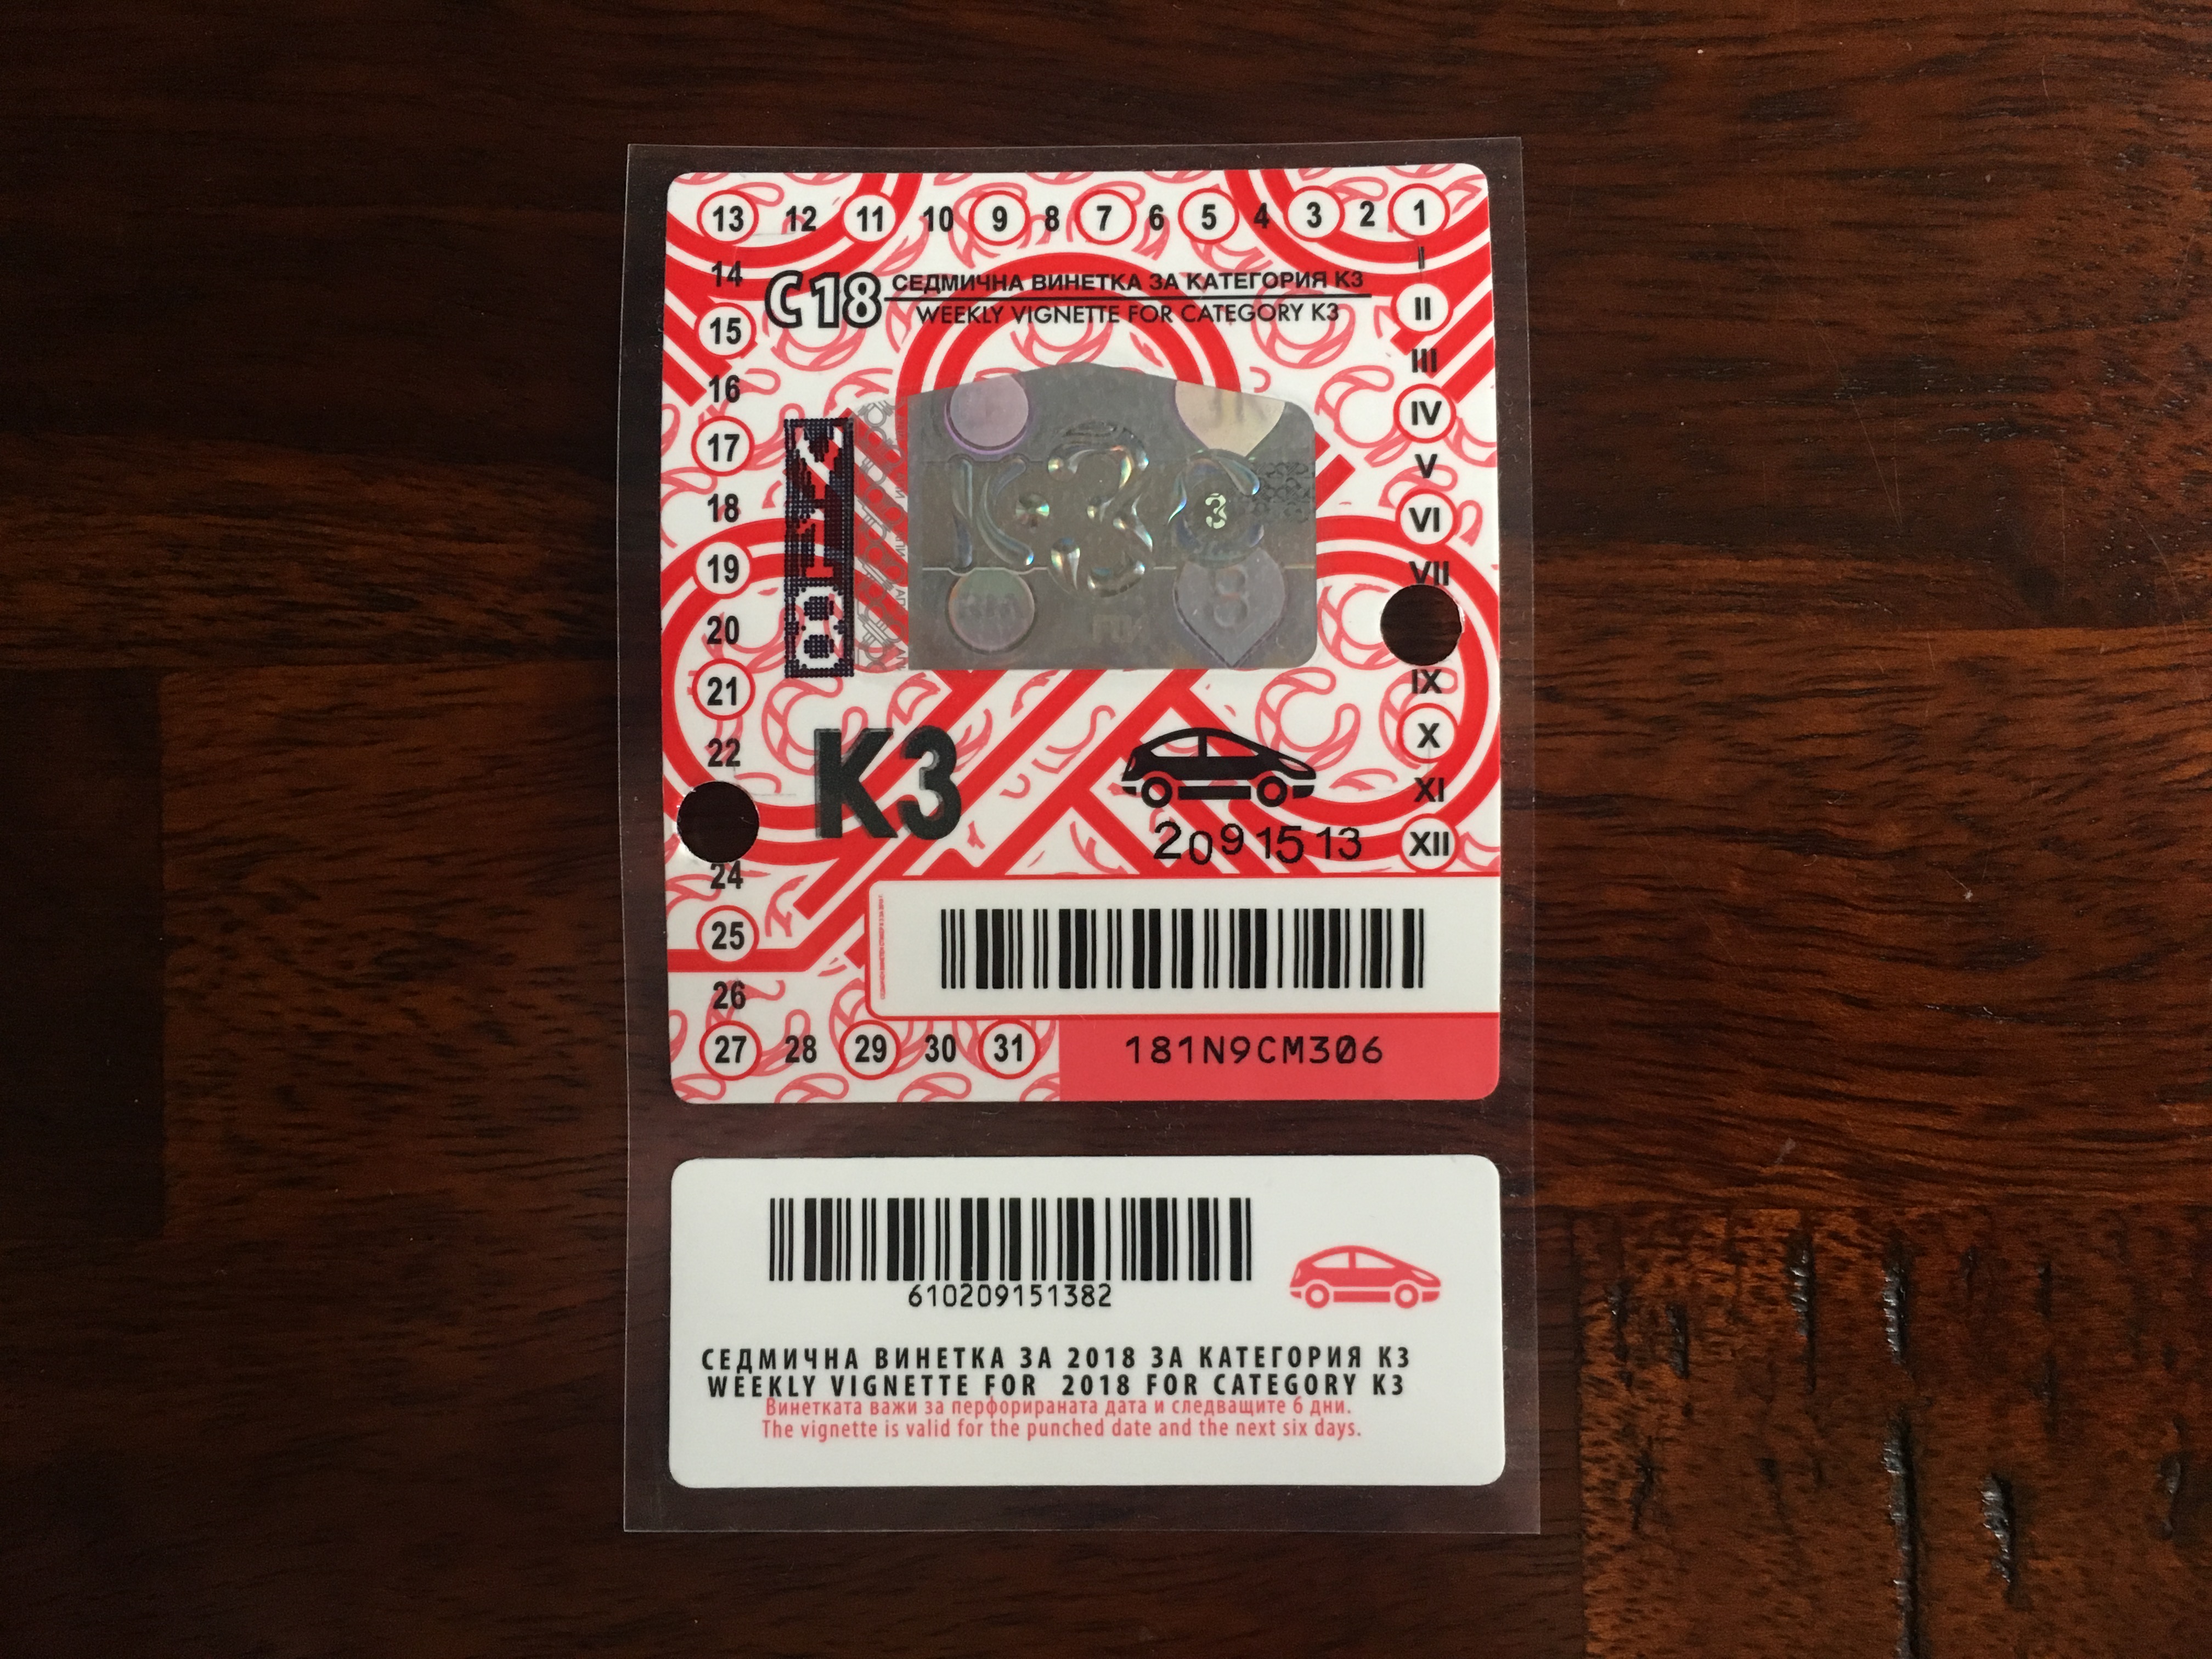 13 12 11 10 9 8 7 6 5 4 3 2 1
14
15
16
17
18
19
20
21
22
24
25
26
27 28 29 30 31
I
II
III
IV
V
VI
VII
IX
X
XI
XII
C18
СЕДМИЧНА ВИНЕТКА ЗА КАТЕГОРИЯ К3
WEEKLY VIGNETTE FOR CATEGORY K3
K3 C
3
8
K3
2091513
181N9CM306
610209151382
СЕДМИЧНА ВИНЕТКА ЗА 2018 ЗА КАТЕГОРИЯ К3
WEEKLY VIGNETTE FOR 2018 FOR CATEGORY K3
Винетката важи за перфорираната дата и следващите 6 дни.
The vignette is valid for the punched date and the next six days.